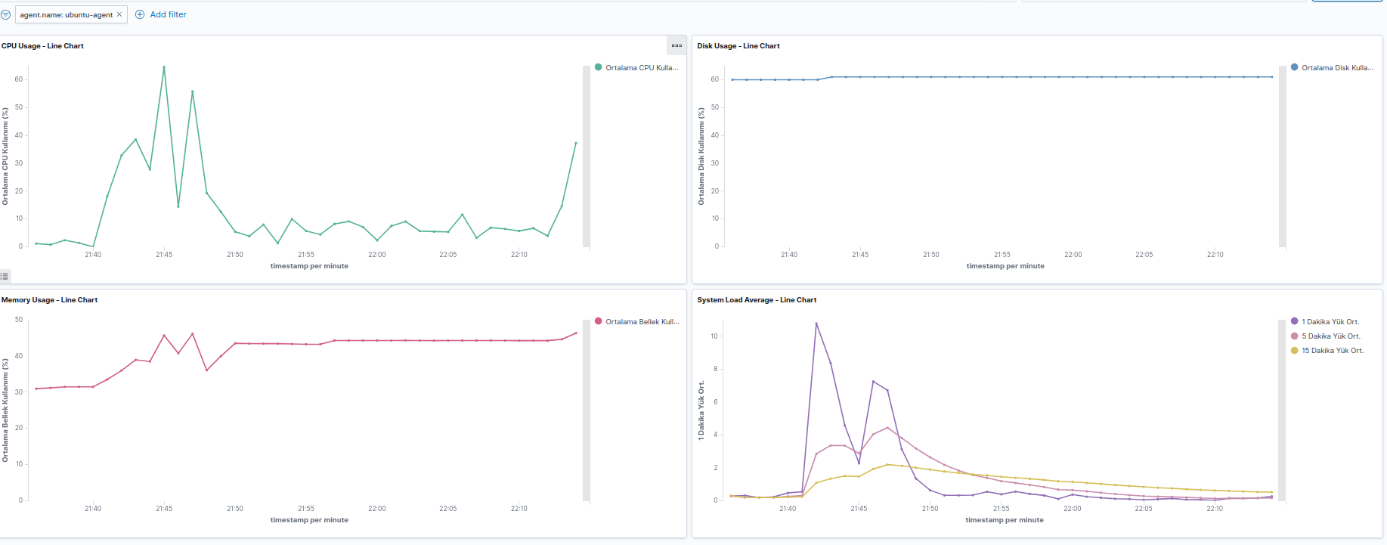 agent.name: ubuntu-agent ×
Add filter
CPU Usage - Line Chart
Ortalama CPU Kullanımı (%)
60
50
40
30
20
10
0
21:40 21:45 21:50 21:55 22:00 22:05 22:10
timestamp per minute
Ortalama CPU Kulla...
Disk Usage - Line Chart
Ortalama Disk Kullanımı (%)
60
50
40
30
20
10
0
21:40 21:45 21:50 21:55 22:00 22:05 22:10
timestamp per minute
Ortalama Disk Kulla...
Memory Usage - Line Chart
Ortalama Bellek Kullanımı (%)
50
40
30
20
10
0
21:40 21:45 21:50 21:55 22:00 22:05 22:10
timestamp per minute
Ortalama Bellek Kull...
System Load Average - Line Chart
1 Dakika Yük Ort.
10
8
6
4
2
0
21:40 21:45 21:50 21:55 22:00 22:05 22:10
timestamp per minute
1 Dakika Yük Ort.
5 Dakika Yük Ort.
15 Dakika Yük Ort.